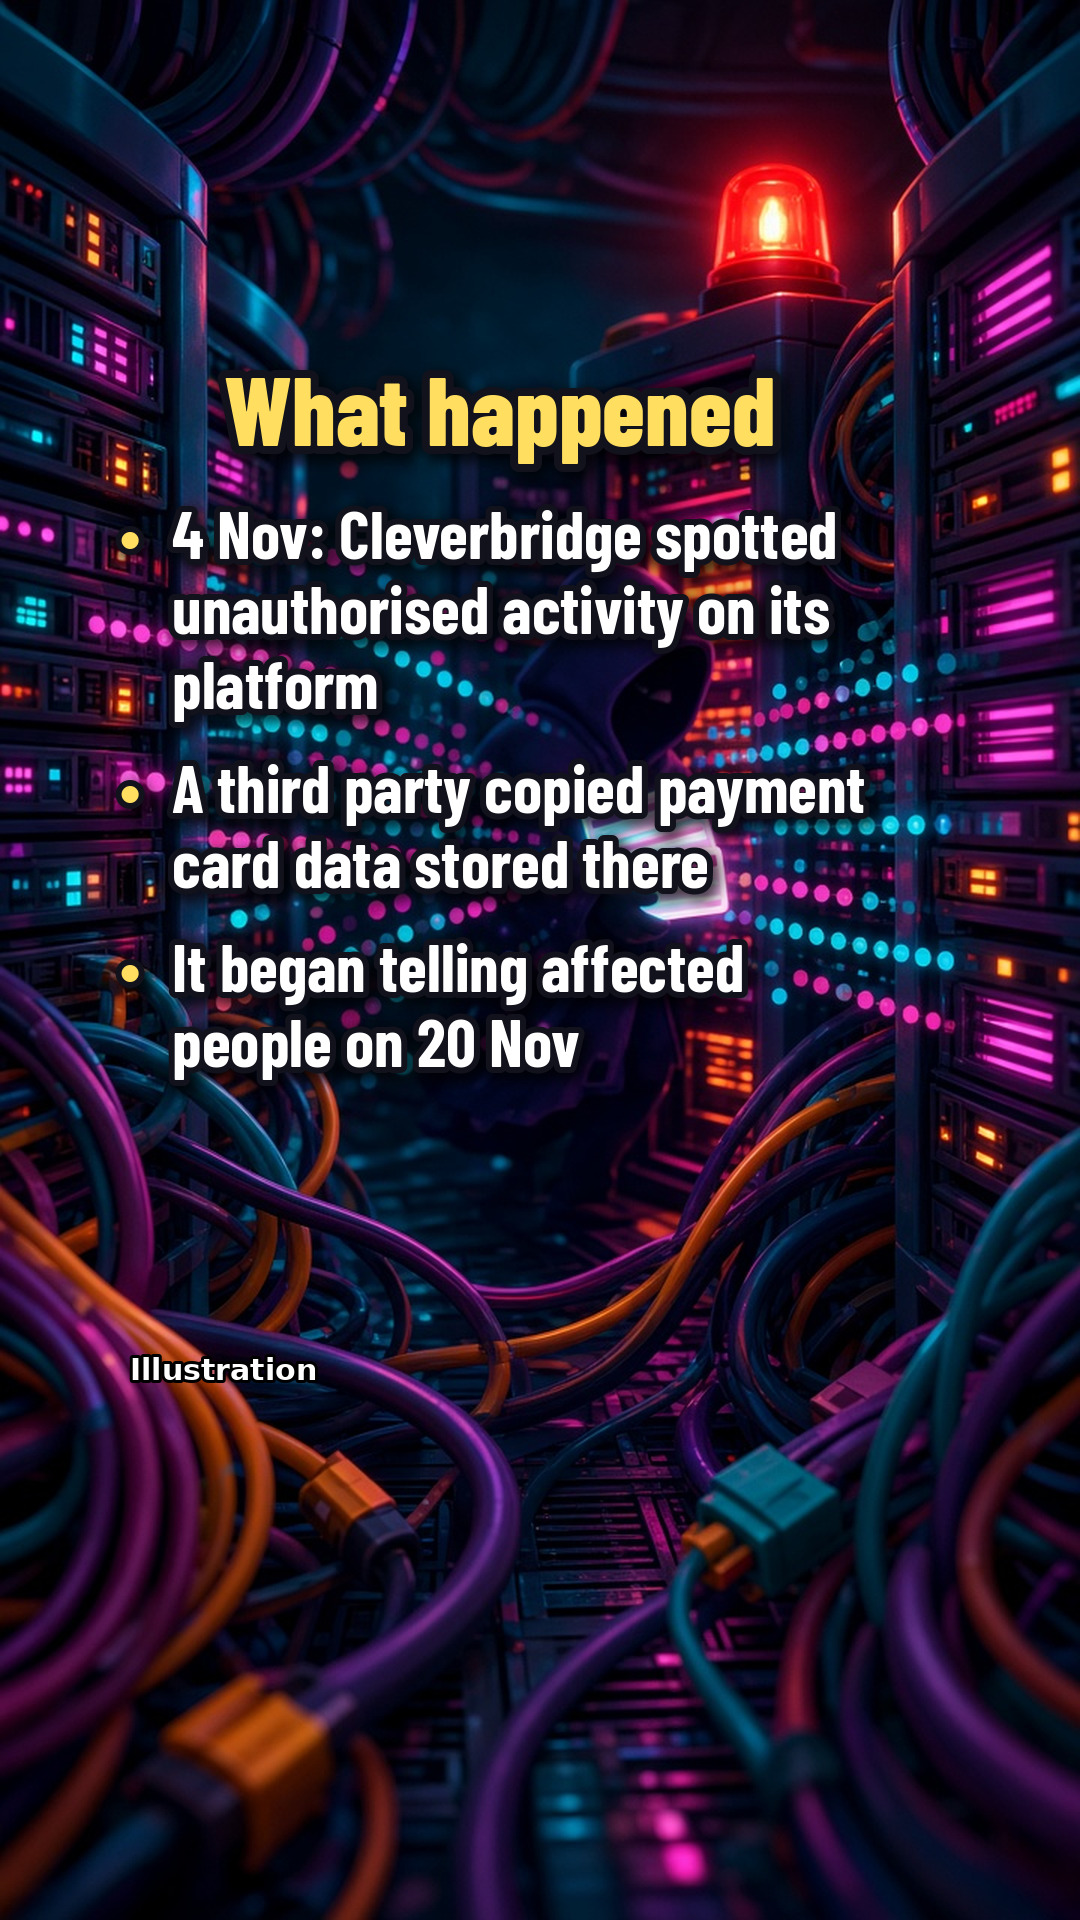 What happened
• 4 Nov: Cleverbridge spotted
unauthorised activity on its
platform
• A third party copied payment
card data stored there
• It began telling affected
people on 20 Nov
Illustration